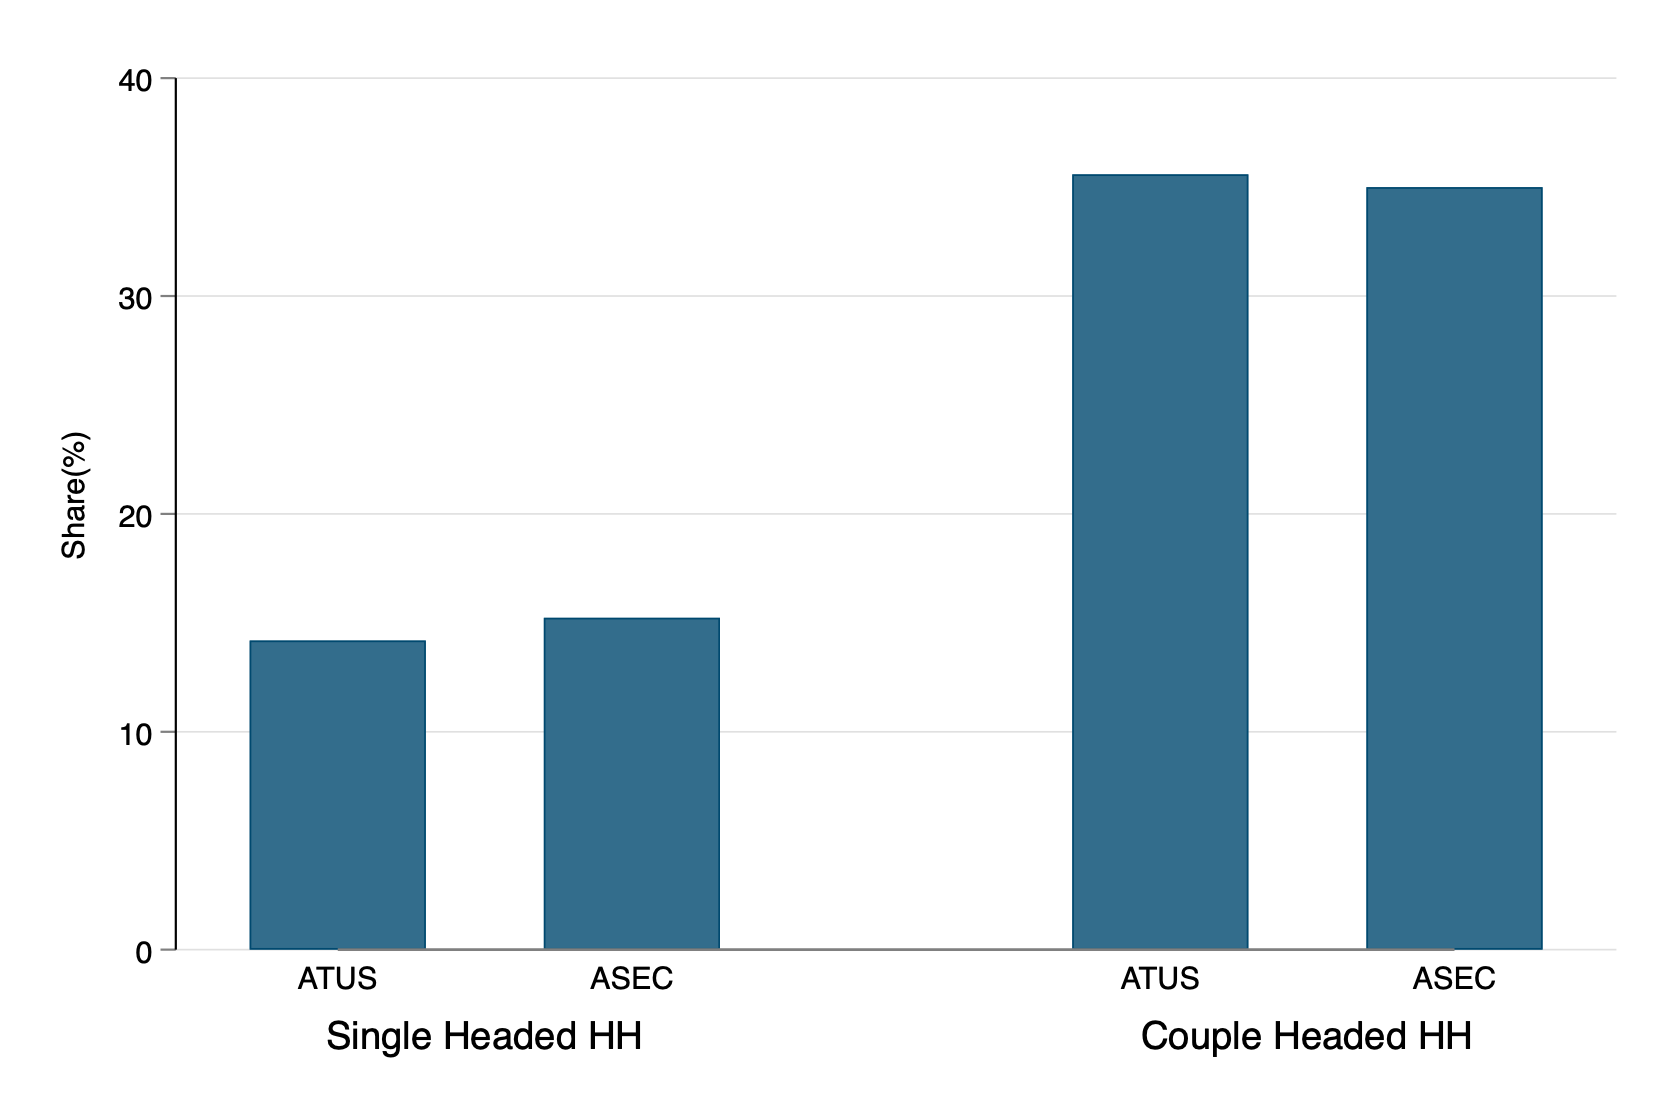 40
30
20
10
0
Share(%)
ATUS
ASEC
ATUS
ASEC
Single Headed HH
Couple Headed HH